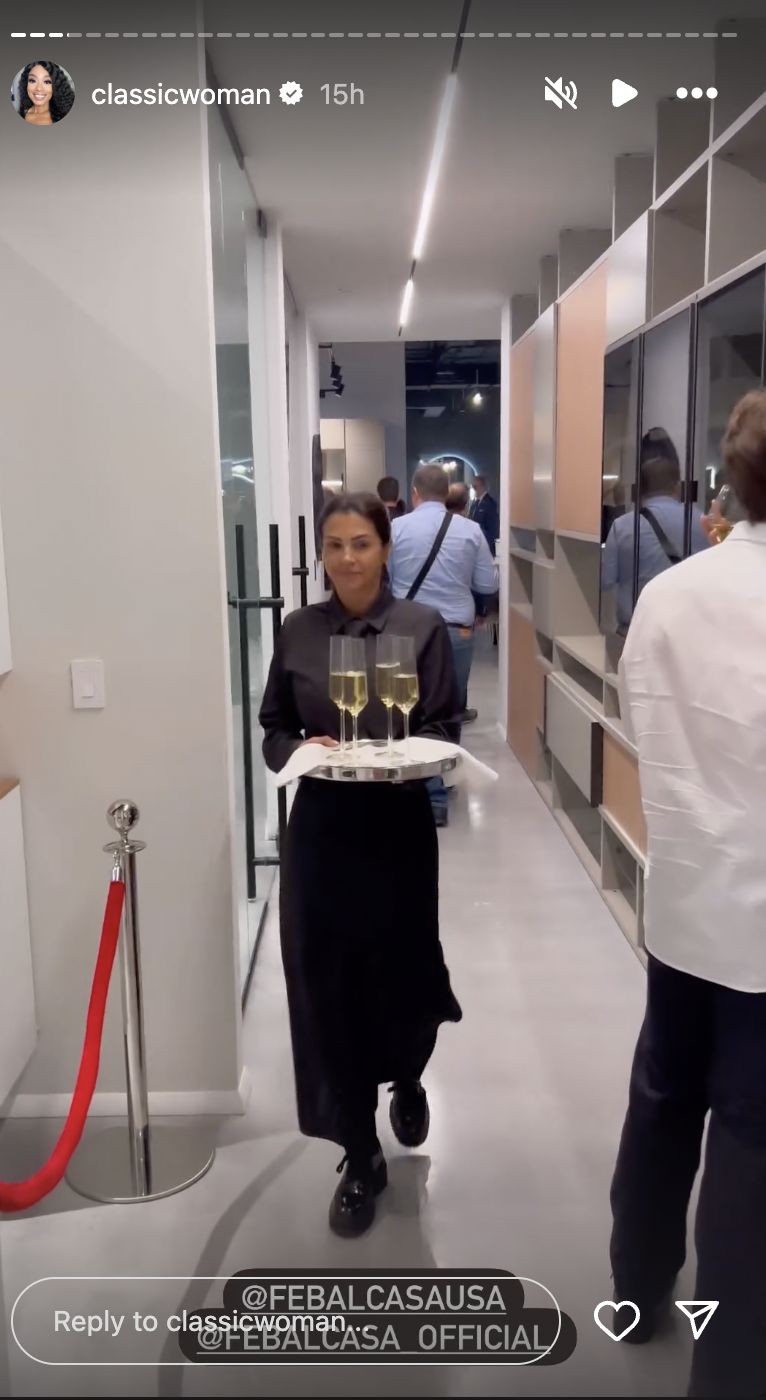 classicwoman 15h
@FEBALCASAUSA
Reply to classicwoman...
@FEBALCASA_OFFICIAL